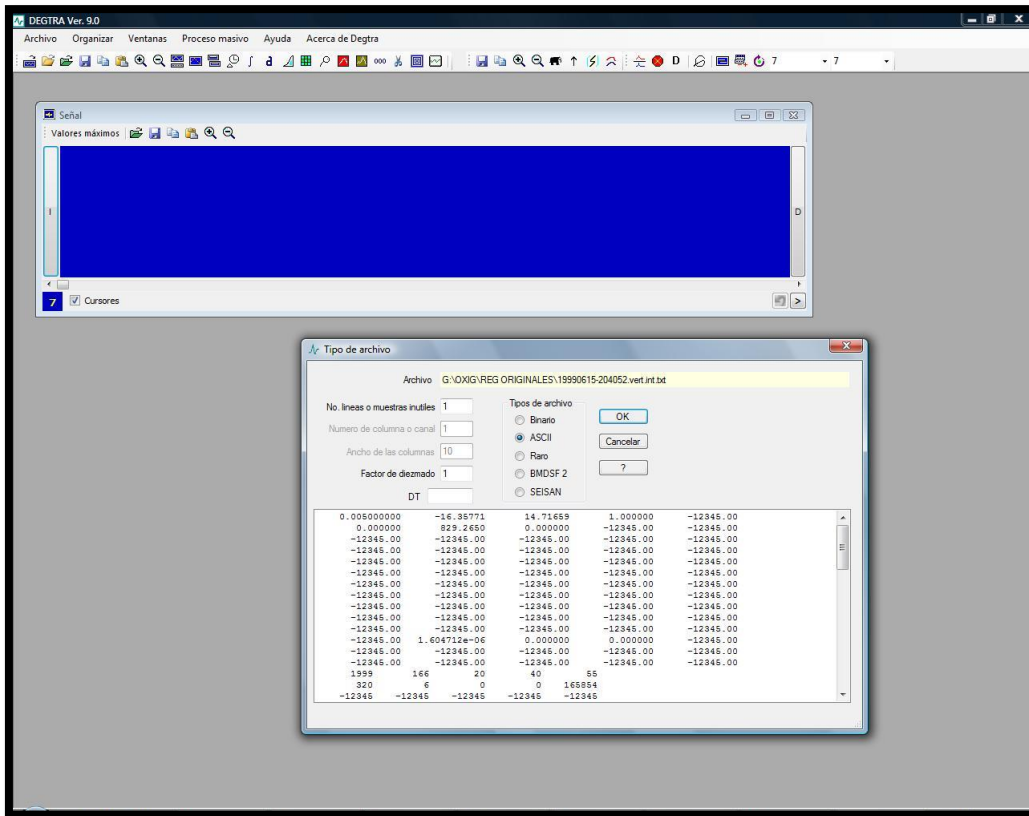 DEGTRA Ver. 9.0
Archivo Organizar Ventanas Proceso masivo Ayuda Acerca de Degtra
D 7 7
Señal
Valores máximos
I D
7 Cursores
Tipo de archivo
Archivo G:\OXIG\REG ORIGINALES\19990615-204052.vert.int.txt
No. lineas o muestras inutiles 1
Numero de columna o canal 1
Ancho de las columnas 10
Factor de diezmado 1
DT
Tipos de archivo
Binario
ASCII
Raro
BMDSF 2
SEISAN
OK
Cancelar
?
0.005000000 -16.35771 14.71659 1.000000 -12345.00
0.000000 829.2650 0.000000 -12345.00 -12345.00
-12345.00 -12345.00 -12345.00 -12345.00 -12345.00
-12345.00 -12345.00 -12345.00 -12345.00 -12345.00
-12345.00 -12345.00 -12345.00 -12345.00 -12345.00
-12345.00 -12345.00 -12345.00 -12345.00 -12345.00
-12345.00 -12345.00 -12345.00 -12345.00 -12345.00
-12345.00 -12345.00 -12345.00 -12345.00 -12345.00
-12345.00 -12345.00 -12345.00 -12345.00 -12345.00
-12345.00 -12345.00 -12345.00 -12345.00 -12345.00
-12345.00 -12345.00 -12345.00 -12345.00 -12345.00
-12345.00 1.604712e-06 0.000000 0.000000 -12345.00
-12345.00 -12345.00 -12345.00 -12345.00 -12345.00
-12345.00 -12345.00 -12345.00 -12345.00 -12345.00
1999 166 20 40 55
320 6 0 0 165854
-12345 -12345 -12345 -12345 -12345